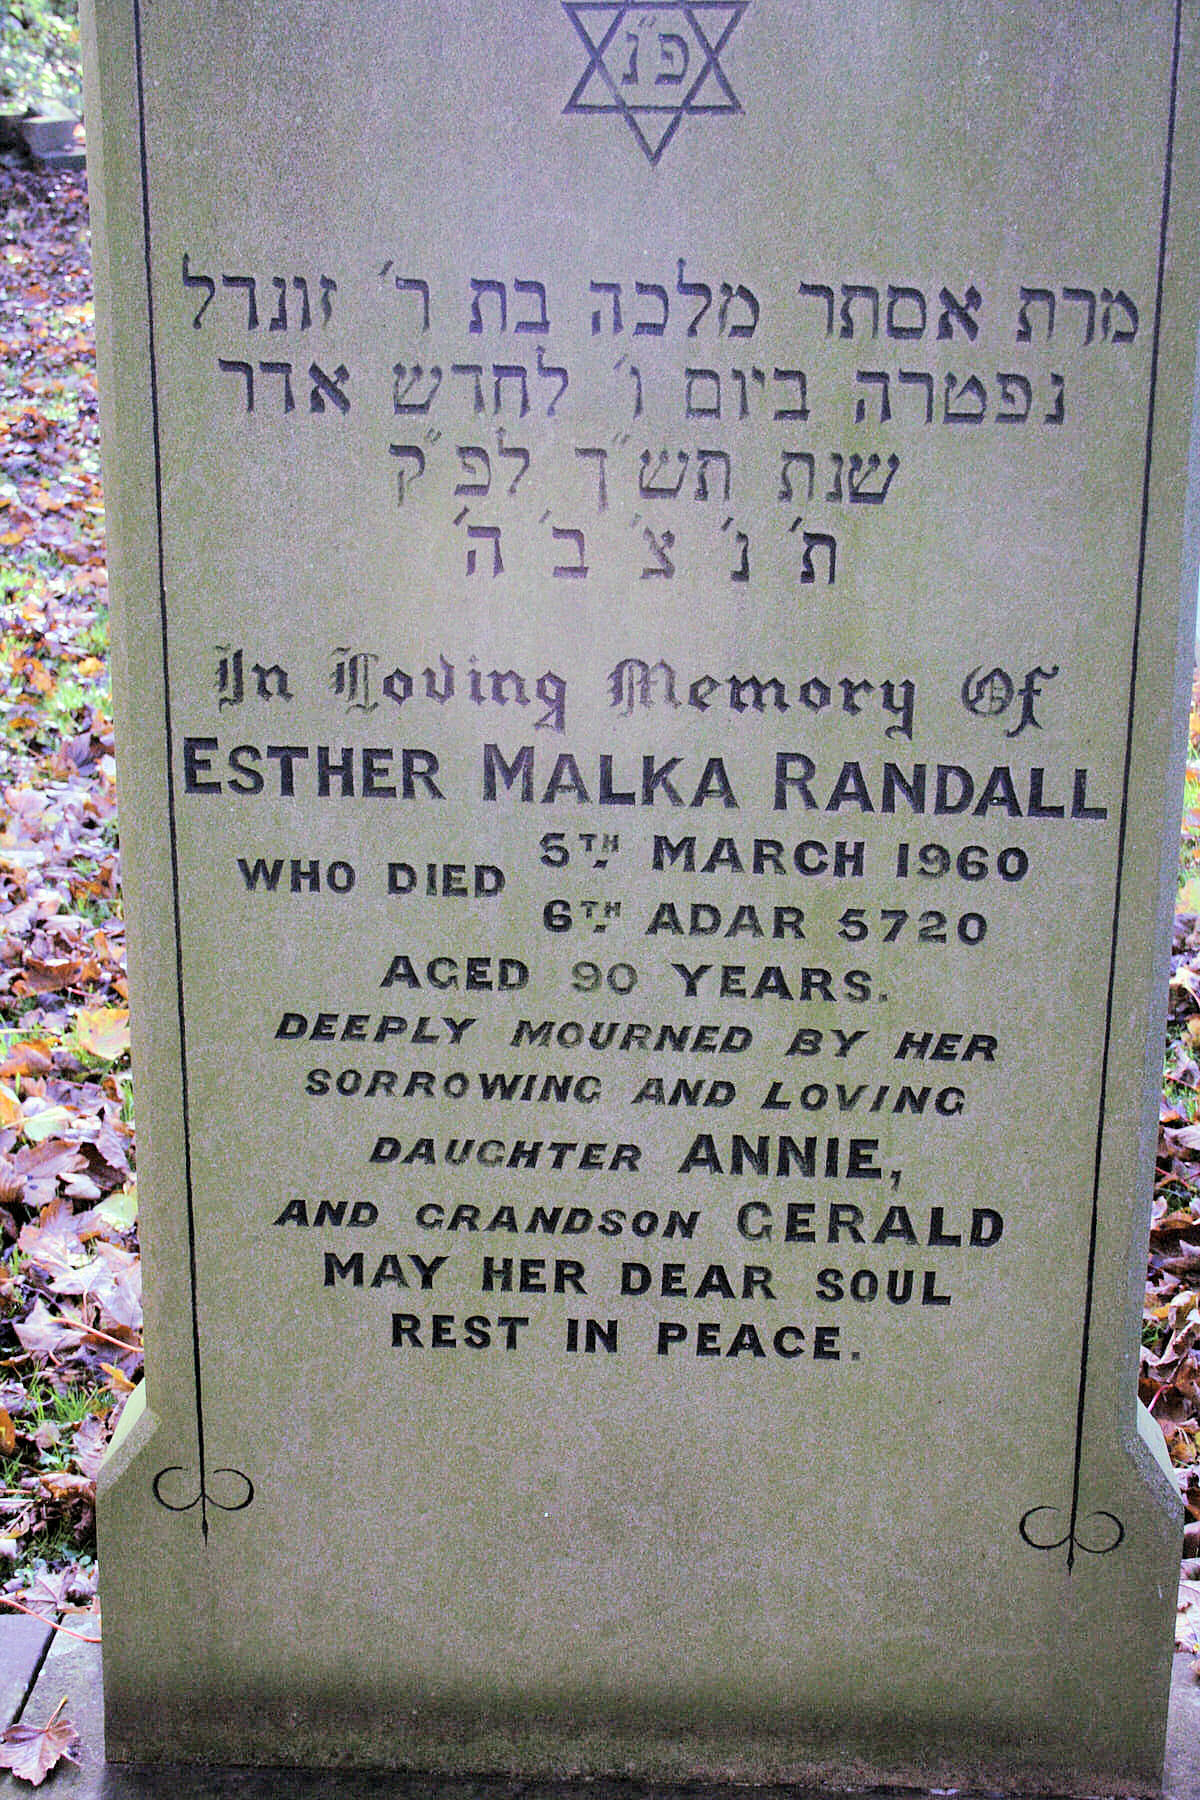 פ"נ
מרת אסתר מלכה בת ר' זונדל
נפטרה ביום ו' לחדש אדר
שנת תש"ך לפ"ק
ת' נ' צ' ב' ה'
In Loving Memory Of
ESTHER MALKA RANDALL
WHO DIED 5TH MARCH 1960
6TH ADAR 5720
AGED 90 YEARS.
DEEPLY MOURNED BY HER
SORROWING AND LOVING
DAUGHTER ANNIE,
AND GRANDSON GERALD
MAY HER DEAR SOUL
REST IN PEACE.